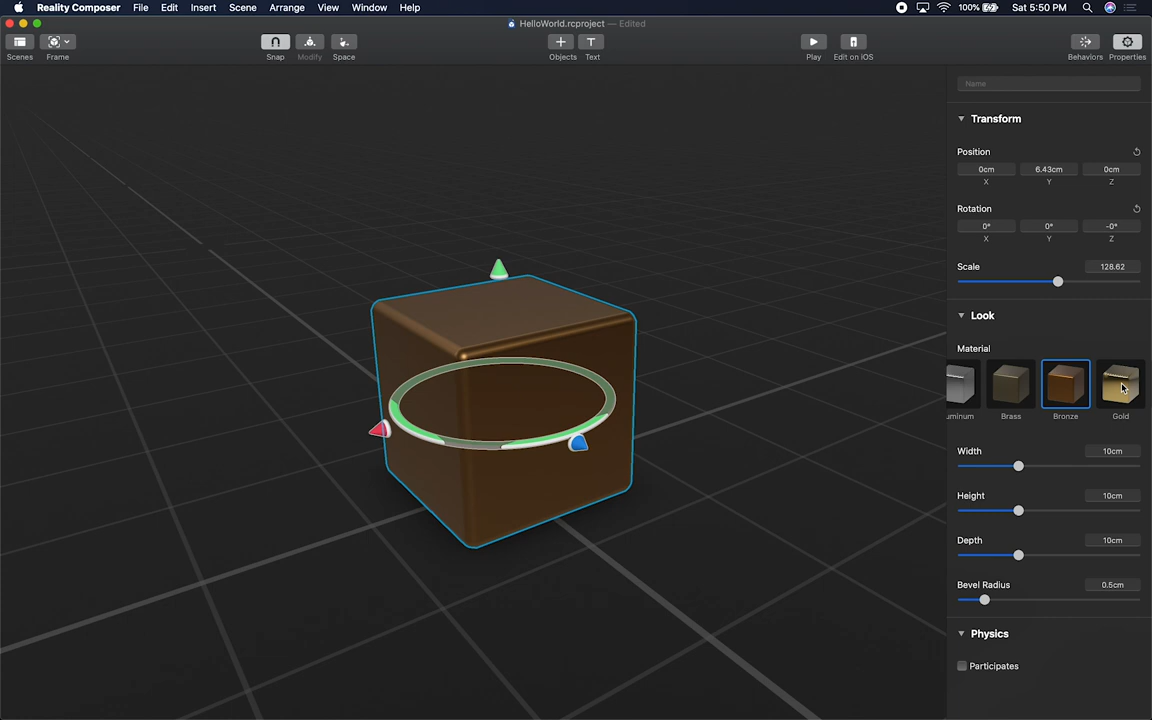 Reality Composer File Edit Insert Scene Arrange View Window Help 100% Sat 5:50 PM
HelloWorld.rcproject — Edited
Scenes Frame Snap Modify Space Objects Text Play Edit on iOS Behaviors Properties
Name
Transform
Position
0cm 6.43cm 0cm
X Y Z
Rotation
0° 0° -0°
X Y Z
Scale 128.62
Look
Material
uminum Brass Bronze Gold
Width 10cm
Height 10cm
Depth 10cm
Bevel Radius 0.5cm
Physics
Participates